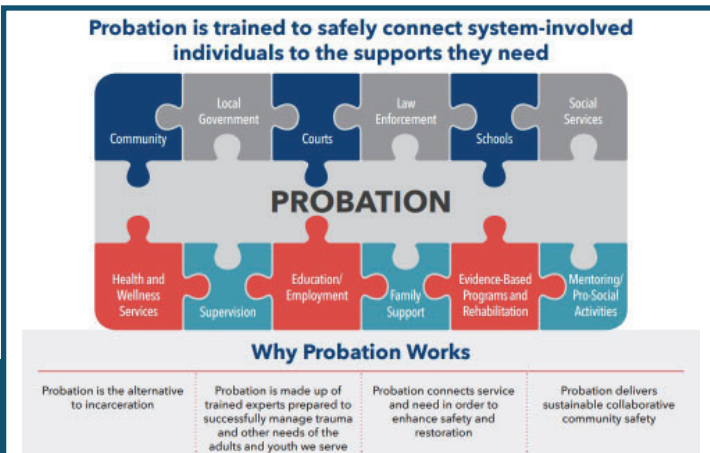 Probation is trained to safely connect system-involved
individuals to the supports they need
Local
Government
Law
Enforcement
Social
Services
Community
Courts
Schools
PROBATION
Health and
Wellness
Services
Supervision
Education/
Employment
Family
Support
Evidence-Based
Programs and
Rehabilitation
Mentoring/
Pro-Social
Activities
Why Probation Works
Probation is the alternative
to incarceration
Probation is made up of
trained experts prepared to
successfully manage trauma
and other needs of the
adults and youth we serve
Probation connects service
and need in order to
enhance safety and
restoration
Probation delivers
sustainable collaborative
community safety